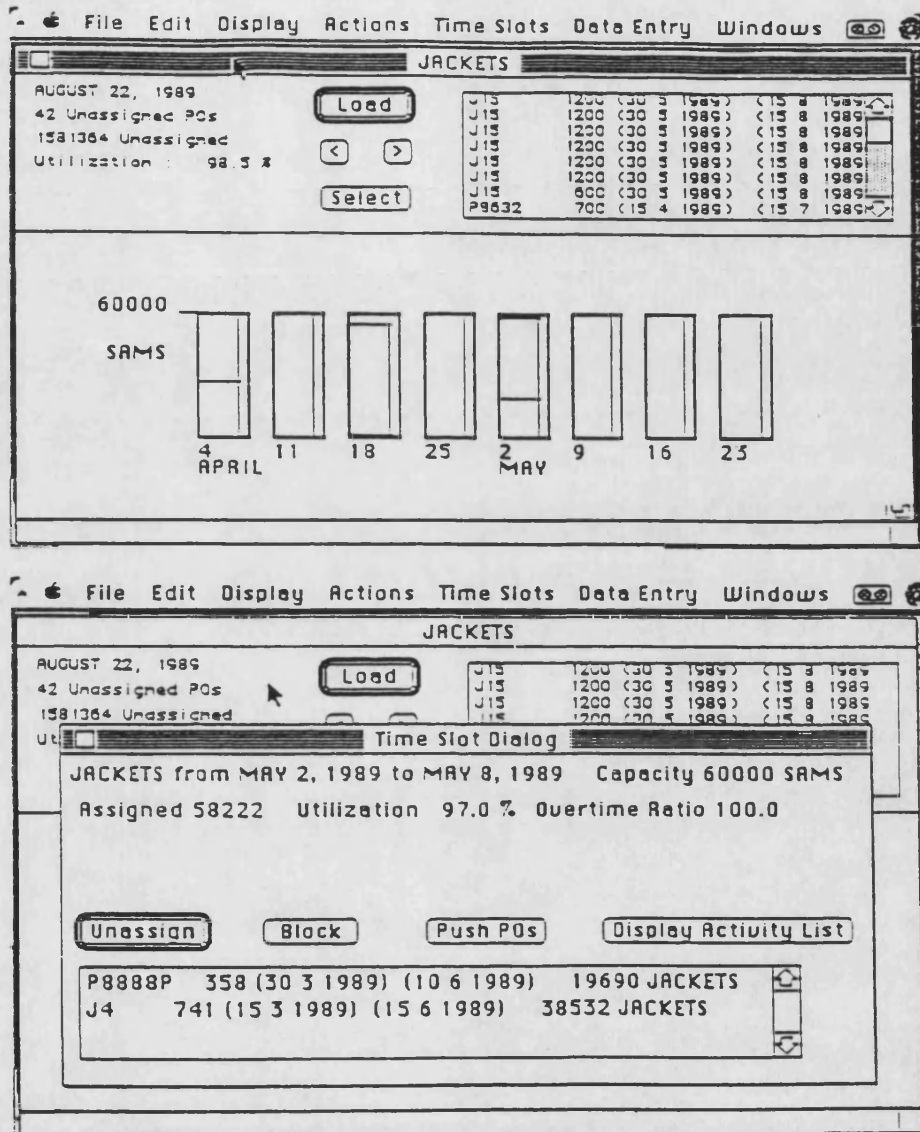 File Edit Display Actions Time Slots Data Entry Windows
JACKETS
AUGUST 22, 1989
42 Unassigned POs
1581364 Unassigned
Utilization : 98.5 %
Load
< >
Select
J15 1200 (30 5 1989) (15 8 1989
J15 1200 (30 5 1989) (15 8 1989
J15 1200 (30 5 1989) (15 8 1989
J15 1200 (30 5 1989) (15 8 1989
J15 1200 (30 5 1989) (15 8 1989
J15 1200 (30 5 1989) (15 8 1989
J15 600 (30 5 1989) (15 8 1989
P9632 700 (15 4 1989) (15 7 1989
60000
SAMS
4 11 18 25 2 9 16 23
APRIL MAY
File Edit Display Actions Time Slots Data Entry Windows
JACKETS
AUGUST 22, 1989
42 Unassigned POs
1581364 Unassigned
Load
J15 1200 (30 5 1989) (15 8 1989
J15 1200 (30 5 1989) (15 8 1989
J15 1200 (30 5 1989) (15 8 1989
J15 1200 (30 5 1989) (15 8 1989
Ut
Time Slot Dialog
JACKETS from MAY 2, 1989 to MAY 8, 1989 Capacity 60000 SAMS
Assigned 58222 Utilization 97.0 % Overtime Ratio 100.0
Unassign Block Push POs Display Activity List
P8888P 358 (30 3 1989) (10 6 1989) 19690 JACKETS
J4 741 (15 3 1989) (15 6 1989) 38532 JACKETS